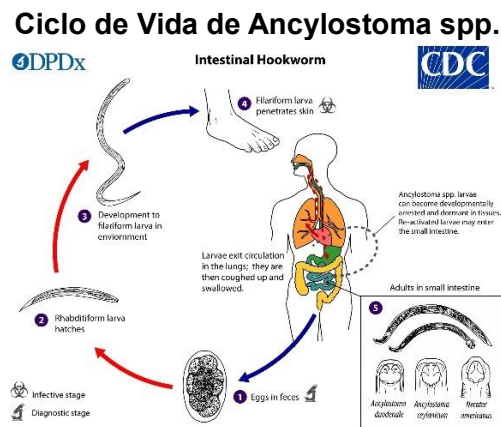 Ciclo de Vida de Ancylostoma spp.
DPDx
Intestinal Hookworm
CDC
4 Filariform larva
penetrates skin
Ancylostoma spp. larvae
can become developmentally
arrested and dormant in tissues.
Re-activated larvae may enter
the small intestine.
3 Development to
filariform larva in
enviornment
Larvae exit circulation
in the lungs; they are
then coughed up and
swallowed.
Adults in small intestine
5
2 Rhabditiform larva
hatches
1 Eggs in feces
Infective stage
Diagnostic stage
Ancylostoma
duodenale
Ancylostoma
ceylanicum
Necator
americanus